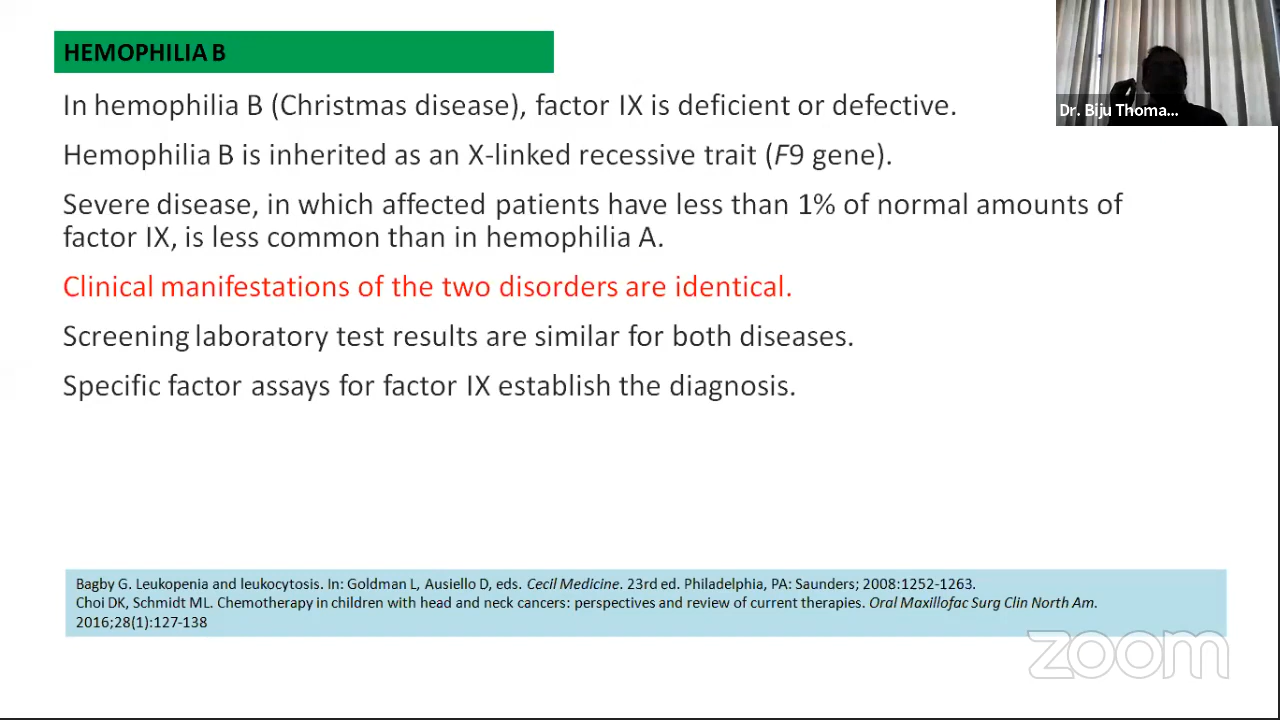 HEMOPHILIA B
Dr. Biju Thoma...
In hemophilia B (Christmas disease), factor IX is deficient or defective.
Hemophilia B is inherited as an X-linked recessive trait (F9 gene).
Severe disease, in which affected patients have less than 1% of normal amounts of
factor IX, is less common than in hemophilia A.
Clinical manifestations of the two disorders are identical.
Screening laboratory test results are similar for both diseases.
Specific factor assays for factor IX establish the diagnosis.
Bagby G. Leukopenia and leukocytosis. In: Goldman L, Ausiello D, eds. Cecil Medicine. 23rd ed. Philadelphia, PA: Saunders; 2008:1252-1263.
Choi DK, Schmidt ML. Chemotherapy in children with head and neck cancers: perspectives and review of current therapies. Oral Maxillofac Surg Clin North Am.
2016;28(1):127-138
zoom